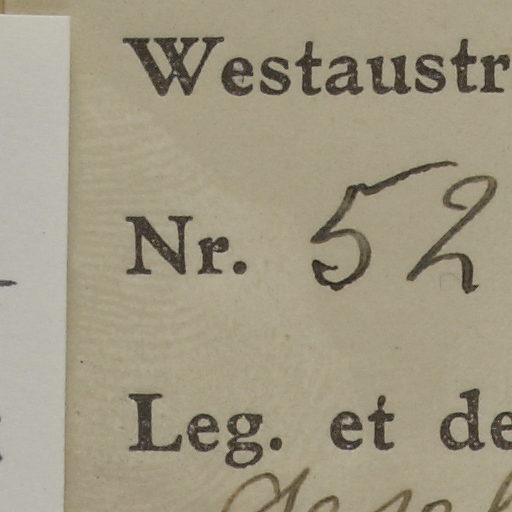 Westaustr
Nr. 52
Leg. et de